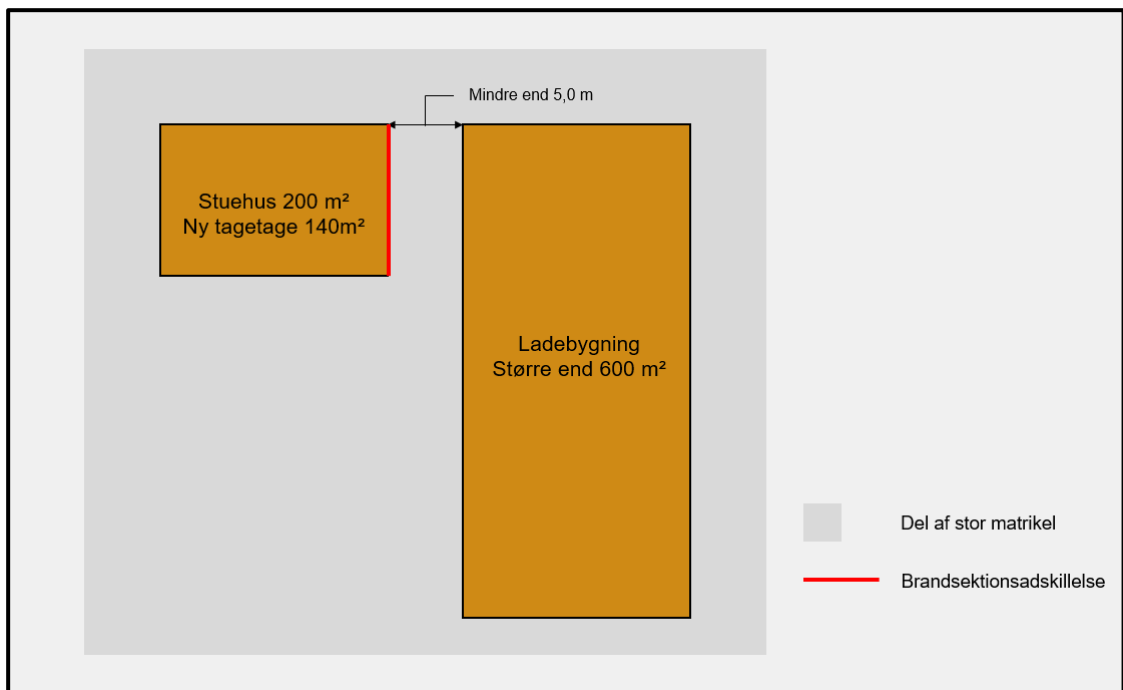 Mindre end 5,0 m
Stuehus 200 m²
Ny tagetage 140m²
Ladebygning
Større end 600 m²
Del af stor matrikel
Brandsektionsadskillelse